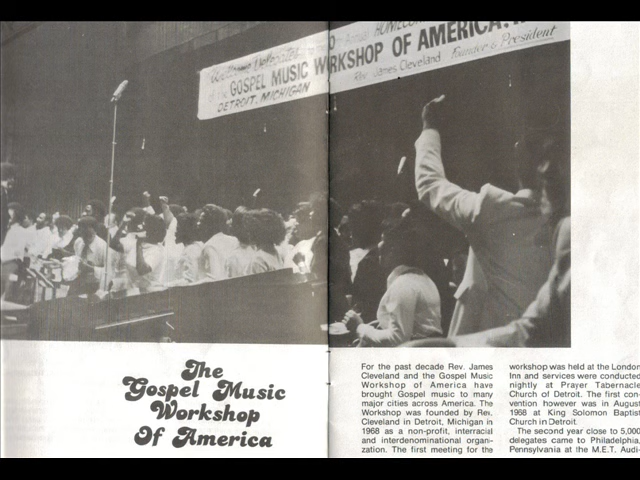 HOMECOMING
GOSPEL MUSIC WORKSHOP OF AMERICA
DETROIT, MICHIGAN
Rev. James Cleveland Founder & President
The
Gospel Music
Workshop
Of America
For the past decade Rev. James
Cleveland and the Gospel Music
Workshop of America have
brought Gospel music to many
major cities across America. The
Workshop was founded by Rev.
Cleveland in Detroit, Michigan in
1968 as a non-profit, interracial
and interdenominational organi-
zation. The first meeting for the
workshop was held at the London
Inn and services were conducted
nightly at Prayer Tabernacle
Church of Detroit. The first con-
vention however was in August
1968 at King Solomon Baptist
Church in Detroit.
The second year close to 5,000
delegates came to Philadelphia,
Pennsylvania at the M.E.T. Audi-